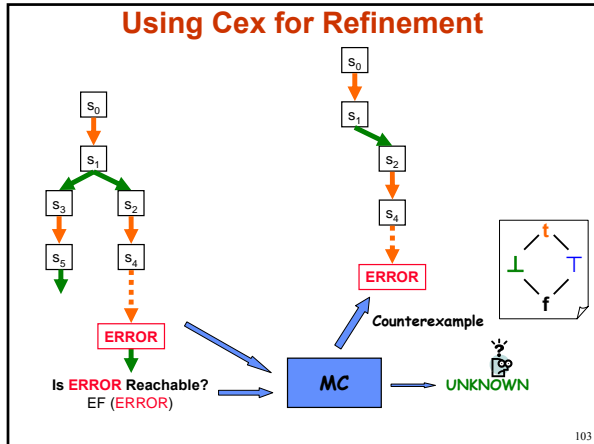 Using Cex for Refinement
s0
s1
s3
s2
s5
s4
ERROR
Is ERROR Reachable?
EF (ERROR)
s0
s1
s2
s4
ERROR
Counterexample
MC
?
UNKNOWN
t
⊥ ⊤
f
103